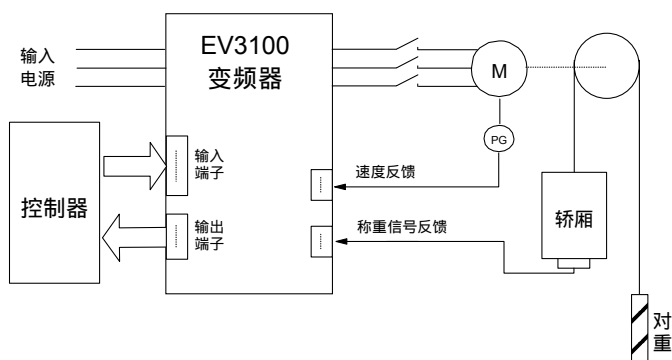 EV3100
变频器
输入
电源
M
PG
输入
端子
速度反馈
控制器
输出
端子
称重信号反馈
轿厢
对
重